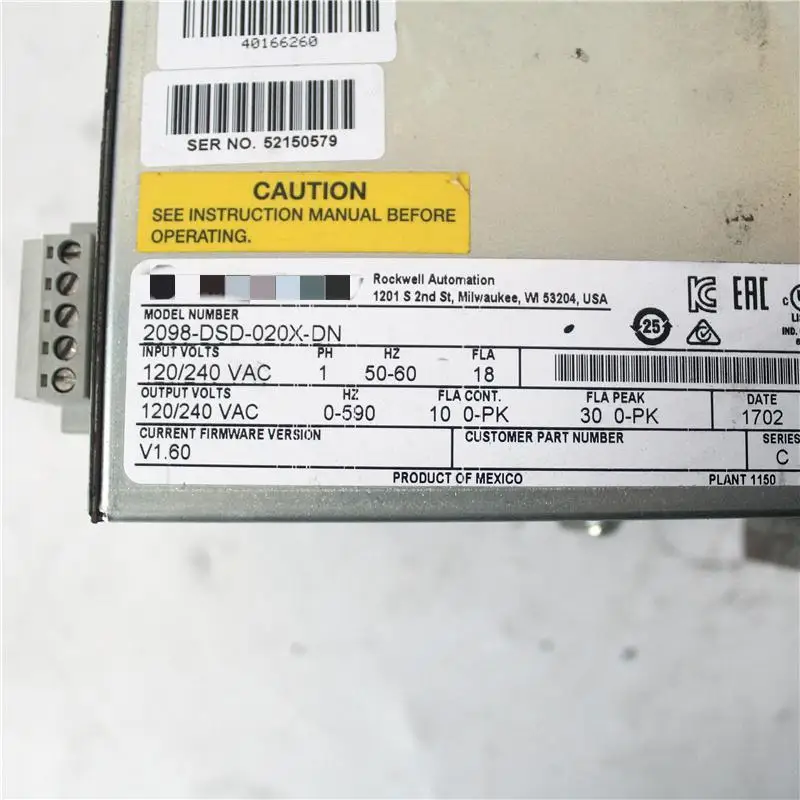 40166260
SER NO. 52150579
CAUTION
SEE INSTRUCTION MANUAL BEFORE
OPERATING.
Rockwell Automation
1201 S 2nd St, Milwaukee, WI 53204, USA
EAC
25
MODEL NUMBER
2098-DSD-020X-DN
INPUT VOLTS PH HZ FLA
120/240 VAC 1 50-60 18
OUTPUT VOLTS HZ FLA CONT. FLA PEAK DATE
120/240 VAC 0-590 10 0-PK 30 0-PK 1702
CURRENT FIRMWARE VERSION CUSTOMER PART NUMBER SERIES
V1.60 C
PRODUCT OF MEXICO PLANT 1150